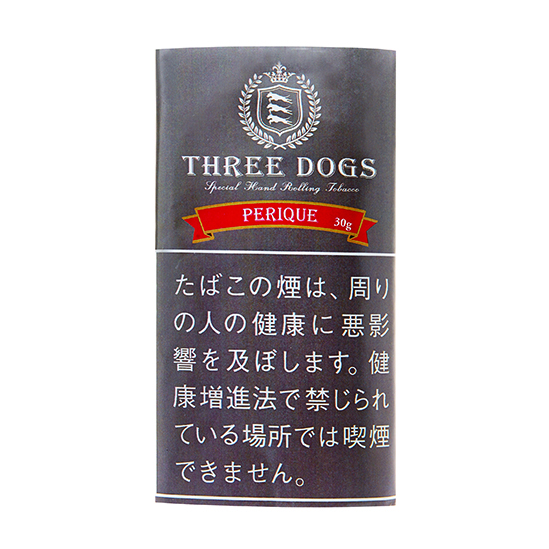 THREE DOGS
Special Hand Rolling Tobacco
PERIQUE 30g
たばこの煙は、周り
の人の健康に悪影
響を及ぼします。健
康増進法で禁じられ
ている場所では喫煙
できません。